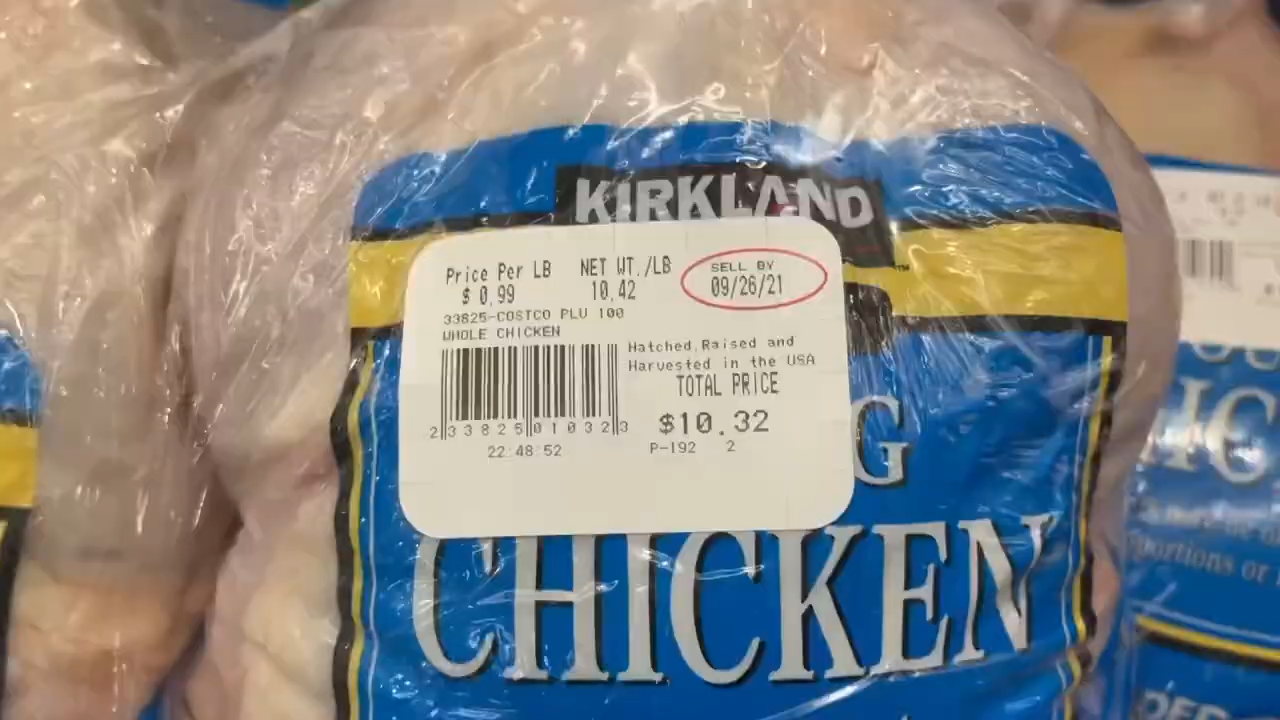 KIRKLAND
Price Per LB NET WT./LB SELL BY
$ 0.99 10.42 09/26/21
33825-COSTCO PLU 100
WHOLE CHICKEN
Hatched, Raised and
Harvested in the USA
TOTAL PRICE
$10.32
2 33825 01032 3
22:48:52 P-192 2
G
CHICKEN
portions or